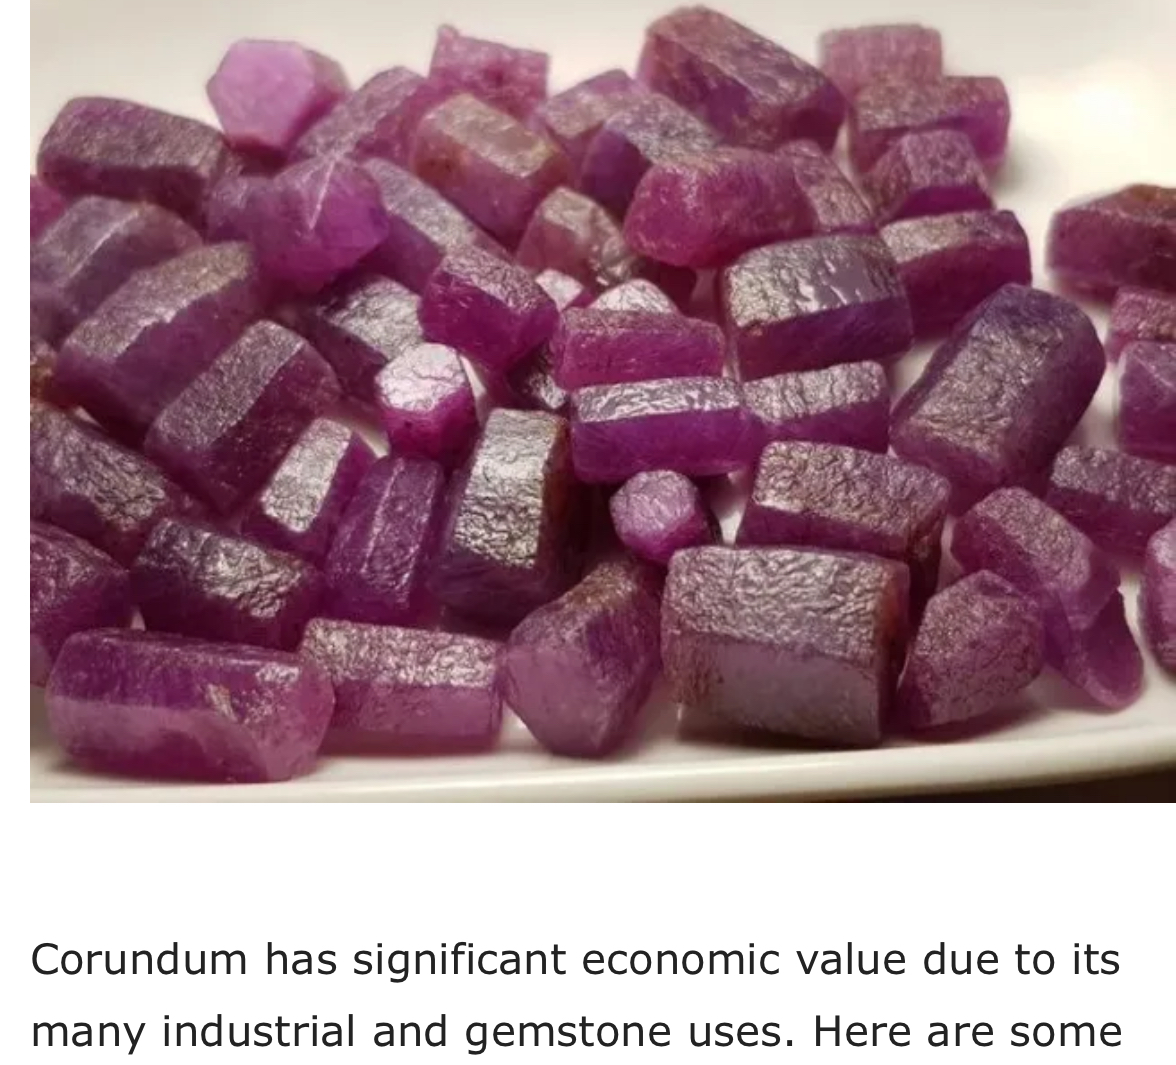 Corundum has significant economic value due to its
many industrial and gemstone uses. Here are some